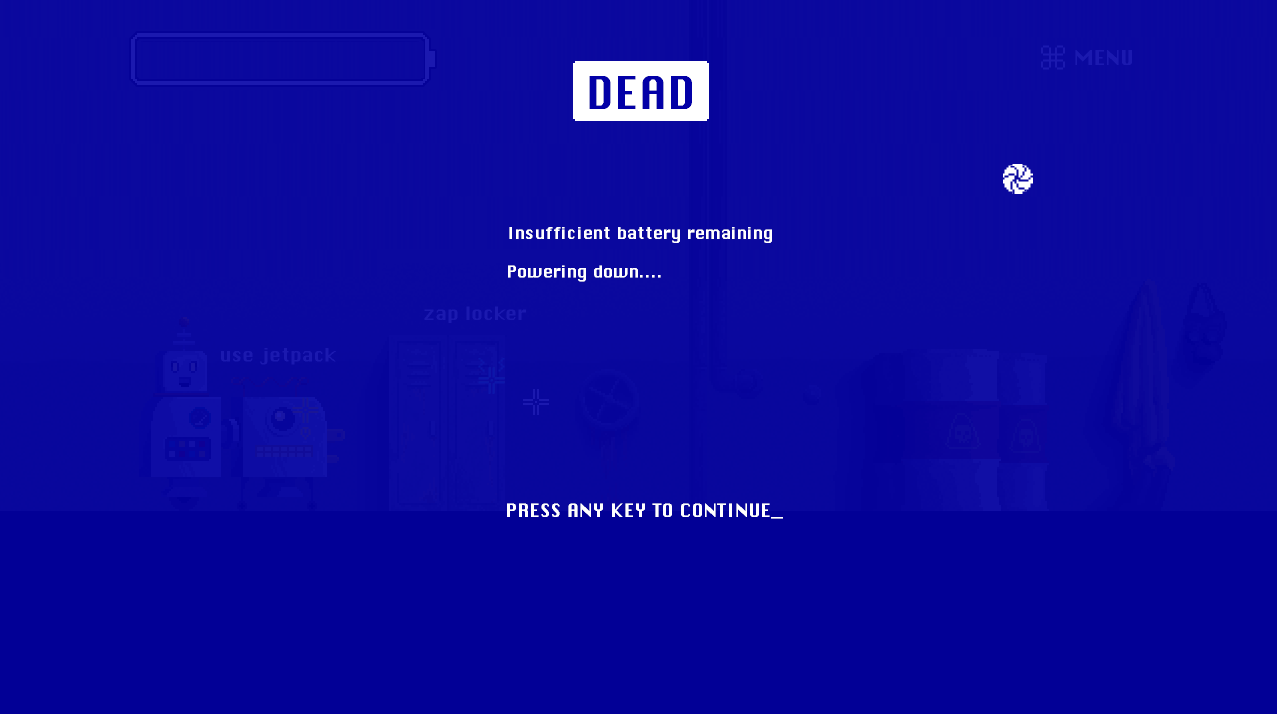 MENU
DEAD
Insufficient battery remaining
Powering down....
zap locker
use jetpack
PRESS ANY KEY TO CONTINUE_